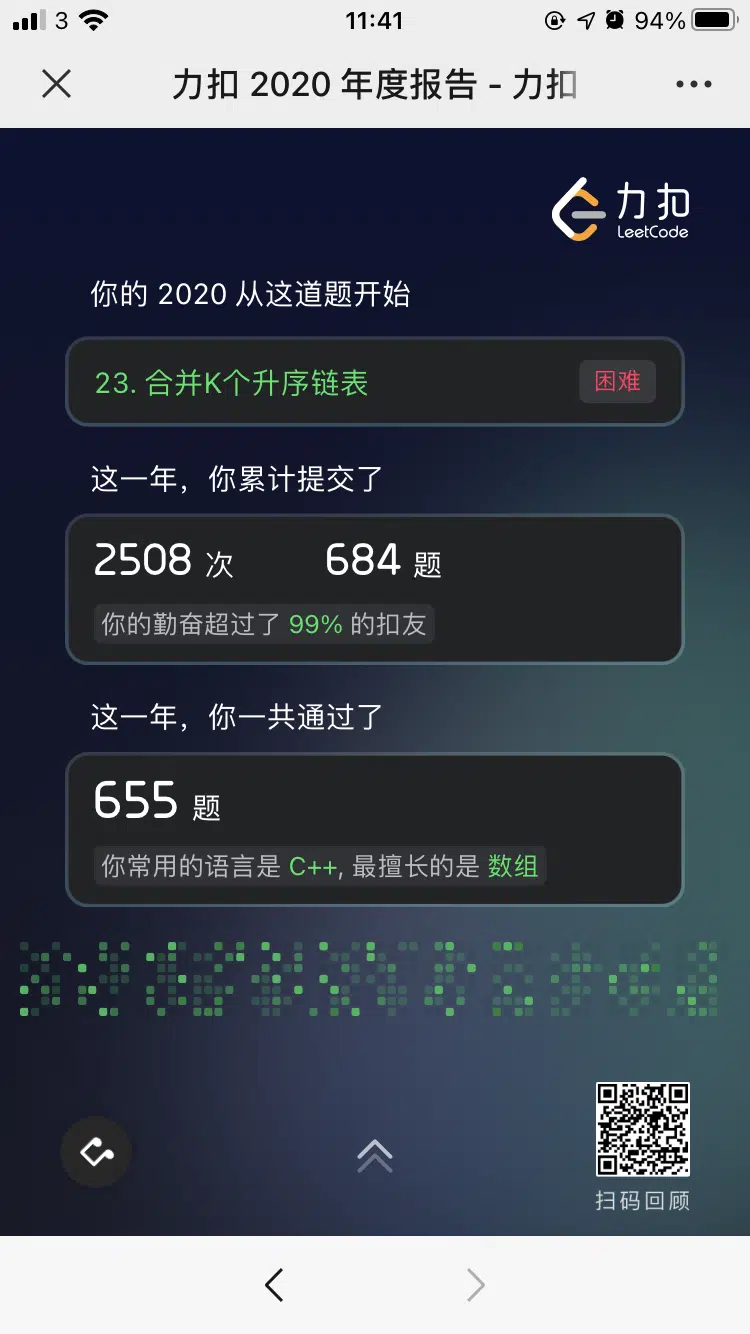 3 11:41 94%
力扣 2020 年度报告 - 力扣
力扣
LeetCode
你的 2020 从这道题开始
23. 合并K个升序链表 困难
这一年，你累计提交了
2508 次 684 题
你的勤奋超过了 99% 的扣友
这一年，你一共通过了
655 题
你常用的语言是 C++, 最擅长的是 数组
扫码回顾